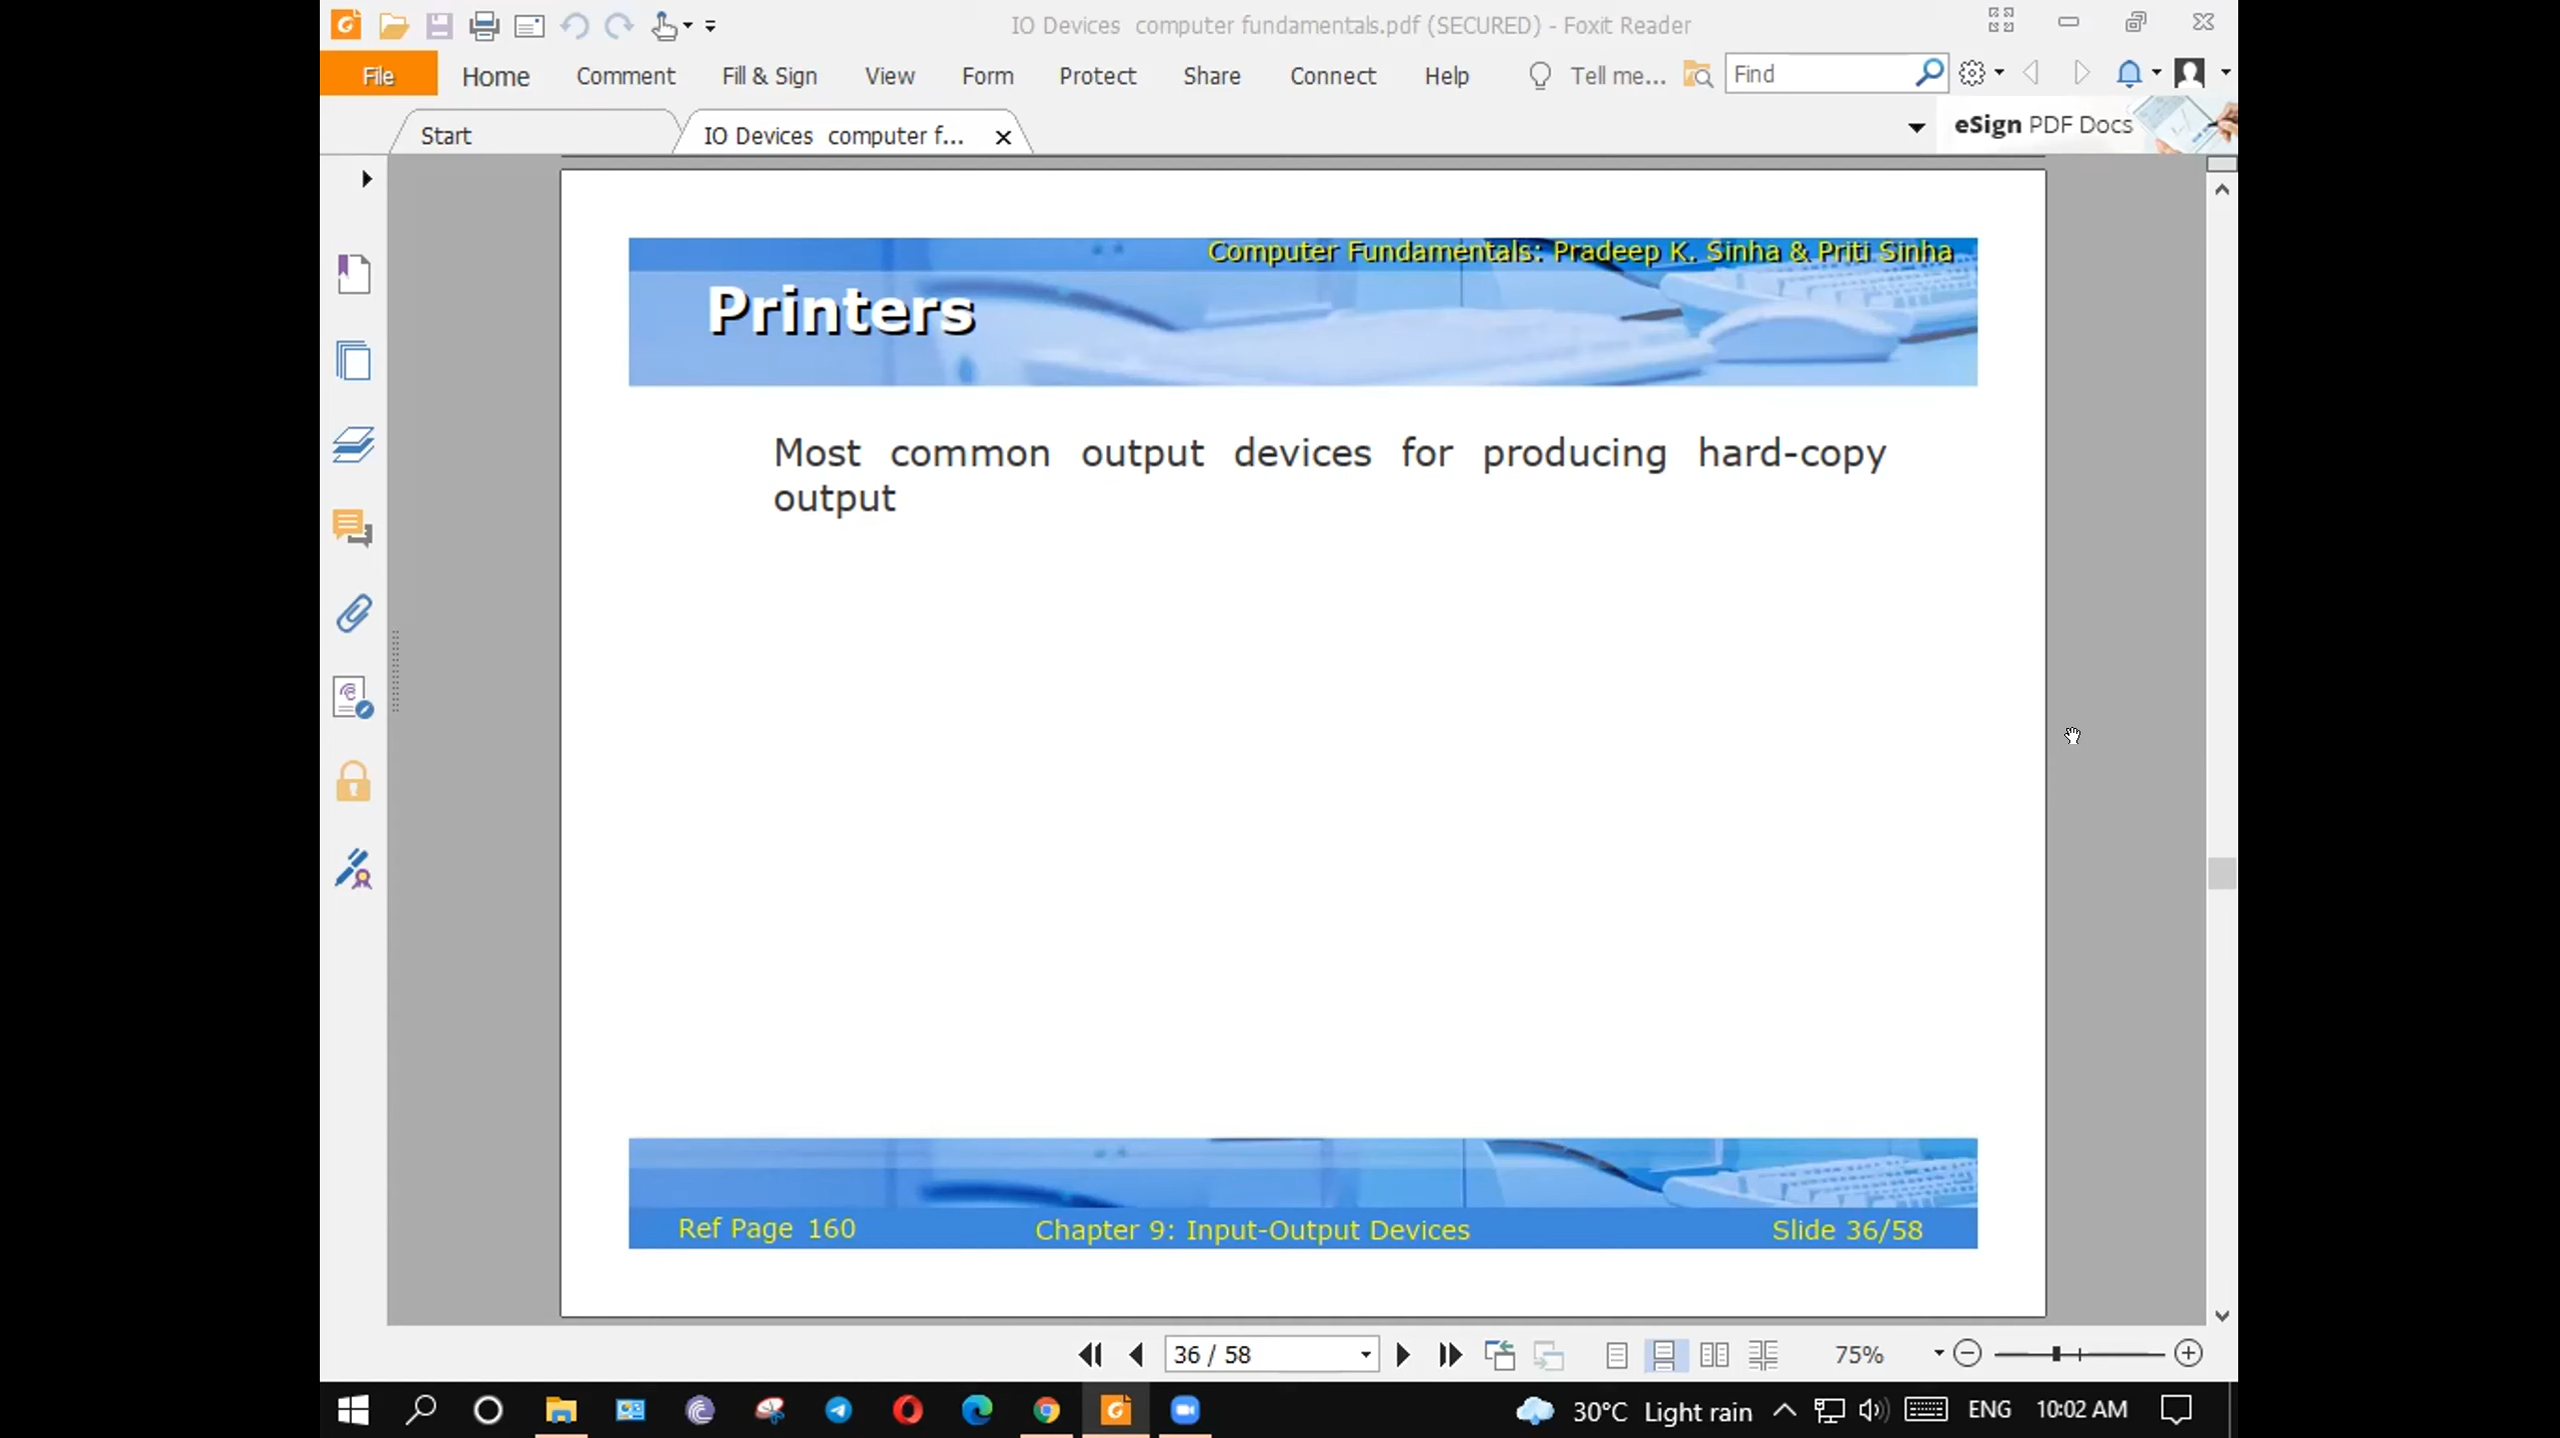 IO Devices computer fundamentals.pdf (SECURED) - Foxit Reader
File Home Comment Fill & Sign View Form Protect Share Connect Help Tell me... Find
Start IO Devices computer f... eSign PDF Docs
Computer Fundamentals: Pradeep K. Sinha & Priti Sinha
Printers
Most common output devices for producing hard-copy
output
Ref Page 160 Chapter 9: Input-Output Devices Slide 36/58
36 / 58 75%
30°C Light rain ENG 10:02 AM